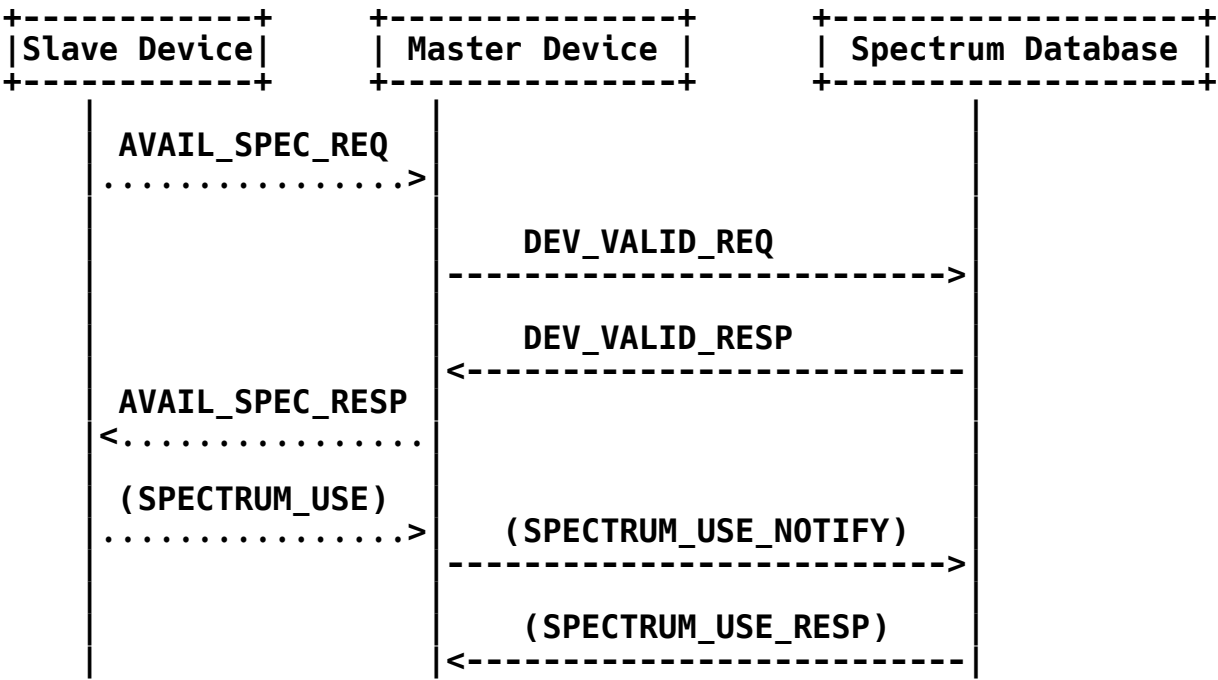 Slave Device
Master Device
Spectrum Database
AVAIL_SPEC_REQ
DEV_VALID_REQ
DEV_VALID_RESP
AVAIL_SPEC_RESP
(SPECTRUM_USE)
(SPECTRUM_USE_NOTIFY)
(SPECTRUM_USE_RESP)